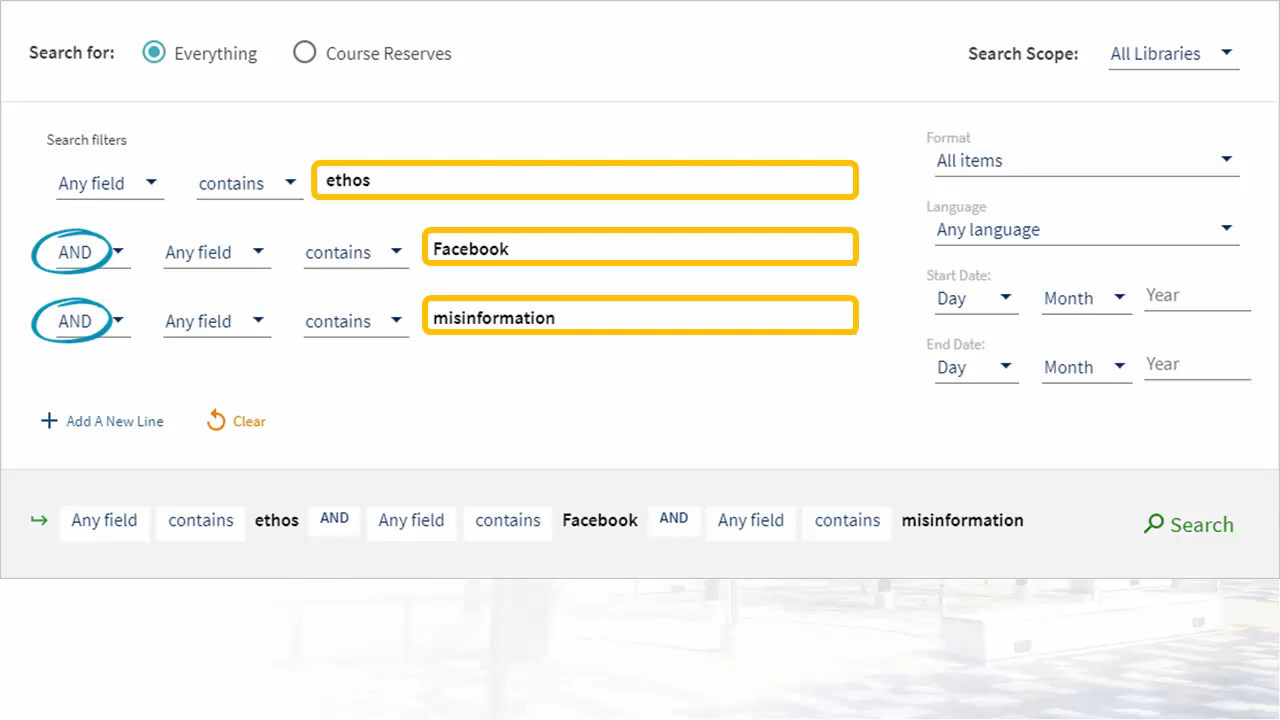 Search for: Everything Course Reserves Search Scope: All Libraries
Search filters
Any field contains ethos
AND Any field contains Facebook
AND Any field contains misinformation
Add A New Line Clear
Format
All items
Language
Any language
Start Date:
Day Month Year
End Date:
Day Month Year
Any field contains ethos AND Any field contains Facebook AND Any field contains misinformation Search